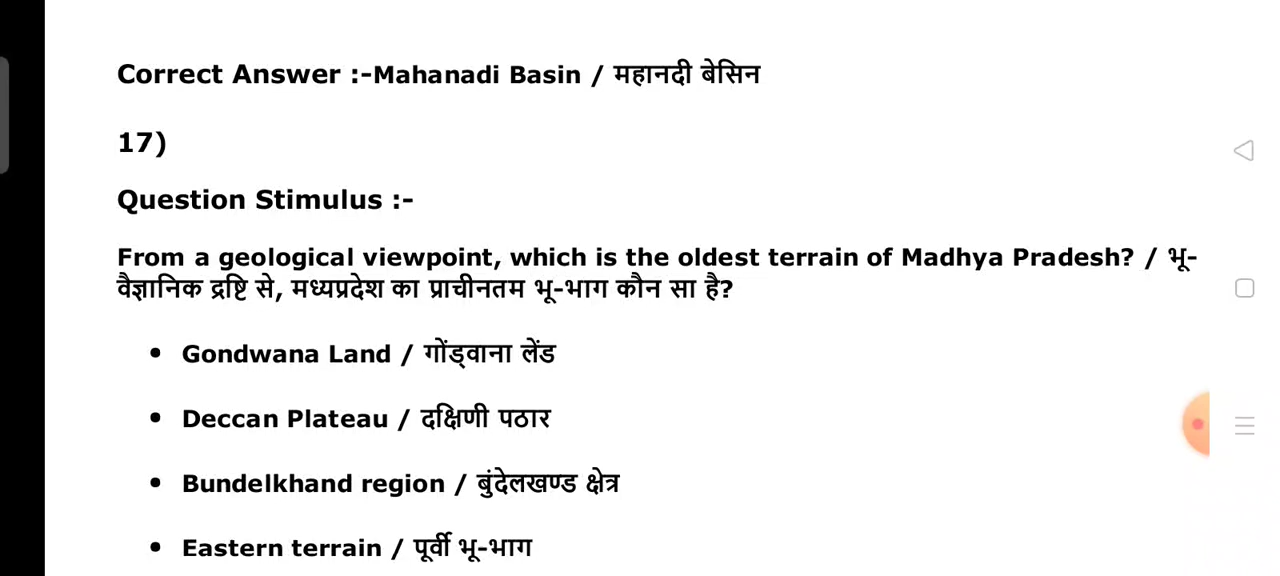 Correct Answer :-Mahanadi Basin / महानदी बेसिन
17)
Question Stimulus :-
From a geological viewpoint, which is the oldest terrain of Madhya Pradesh? / भू-
वैज्ञानिक द्रष्टि से, मध्यप्रदेश का प्राचीनतम भू-भाग कौन सा है?
• Gondwana Land / गोंड्वाना लेंड
• Deccan Plateau / दक्षिणी पठार
• Bundelkhand region / बुंदेलखण्ड क्षेत्र
• Eastern terrain / पूर्वी भू-भाग